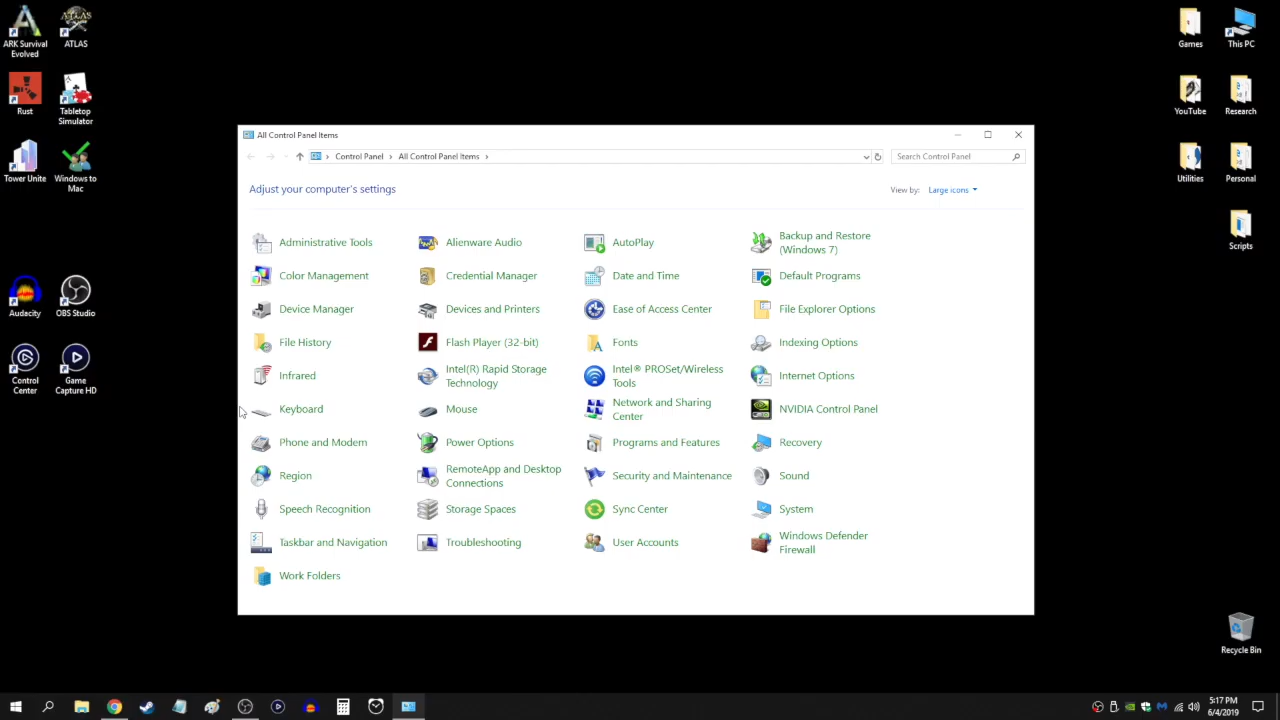 ARK Survival
Evolved
ATLAS
Rust
Tabletop
Simulator
Tower Unite
Windows to
Mac
Audacity
OBS Studio
Control
Center
Game
Capture HD
Games
This PC
YouTube
Research
Utilities
Personal
Scripts
Recycle Bin
All Control Panel Items
Control Panel
All Control Panel Items
Search Control Panel
Adjust your computer's settings
View by:
Large icons
Administrative Tools
Alienware Audio
AutoPlay
Backup and Restore
(Windows 7)
Color Management
Credential Manager
Date and Time
Default Programs
Device Manager
Devices and Printers
Ease of Access Center
File Explorer Options
File History
Flash Player (32-bit)
Fonts
Indexing Options
Infrared
Intel(R) Rapid Storage
Technology
Intel® PROSet/Wireless
Tools
Internet Options
Keyboard
Mouse
Network and Sharing
Center
NVIDIA Control Panel
Phone and Modem
Power Options
Programs and Features
Recovery
Region
RemoteApp and Desktop
Connections
Security and Maintenance
Sound
Speech Recognition
Storage Spaces
Sync Center
System
Taskbar and Navigation
Troubleshooting
User Accounts
Windows Defender
Firewall
Work Folders
5:17 PM
6/4/2019